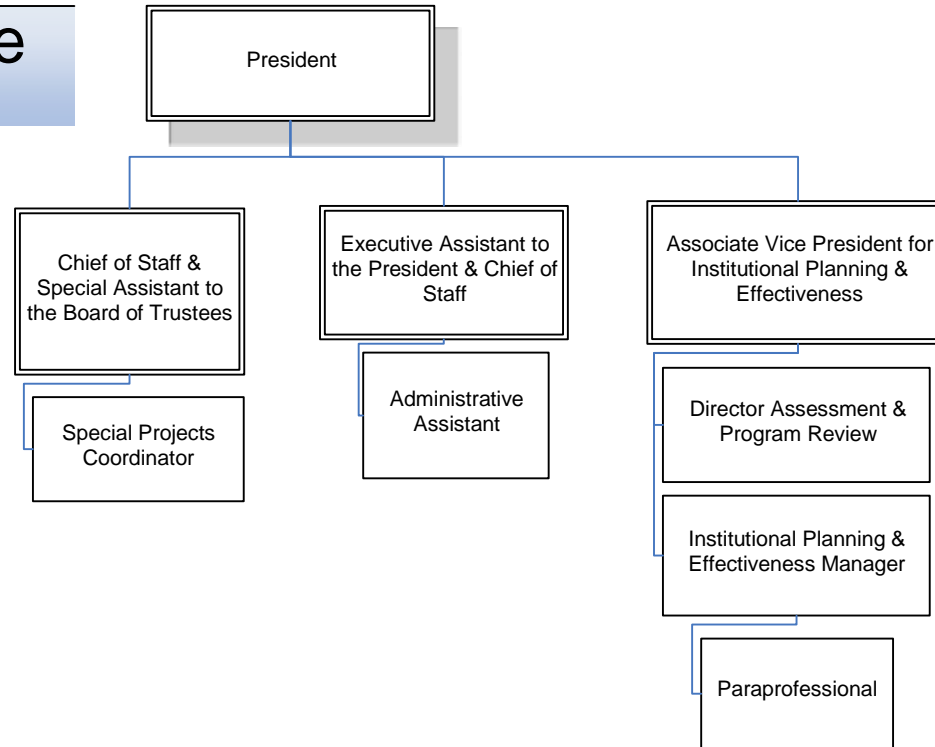 e
President
Chief of Staff &
Special Assistant to
the Board of Trustees
Executive Assistant to
the President & Chief of
Staff
Associate Vice President for
Institutional Planning &
Effectiveness
Special Projects
Coordinator
Administrative
Assistant
Director Assessment &
Program Review
Institutional Planning &
Effectiveness Manager
Paraprofessional